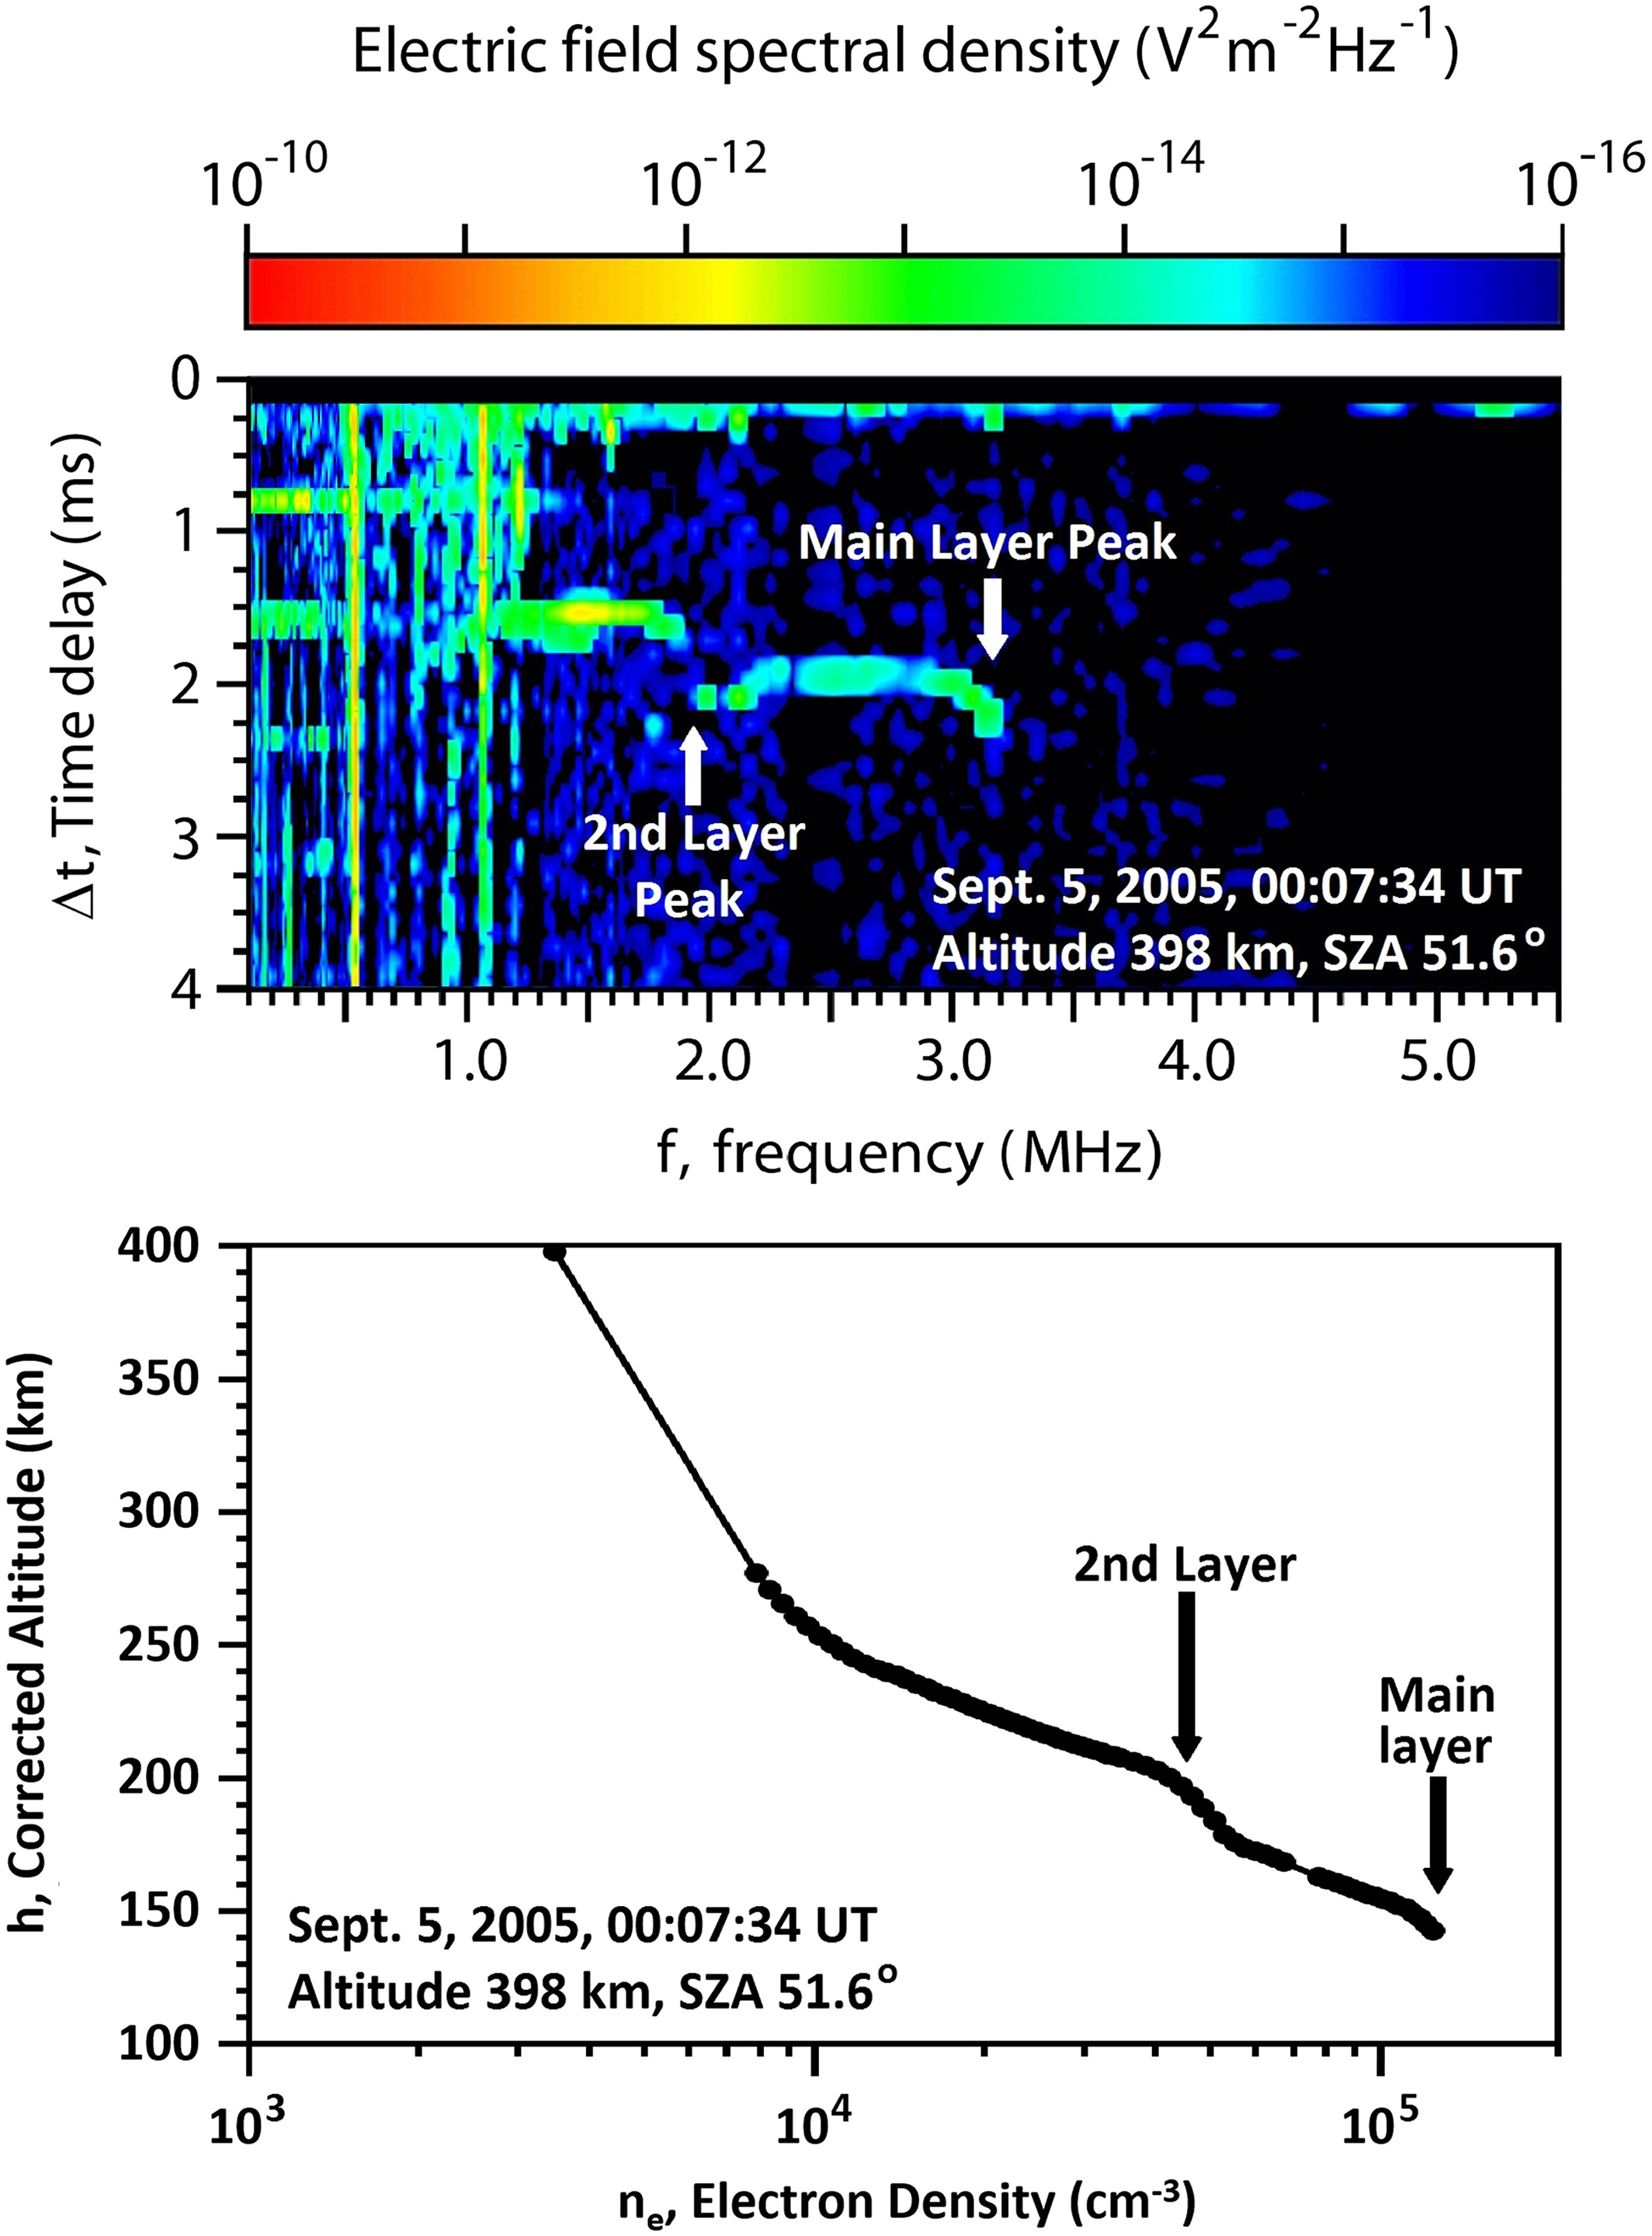 Electric field spectral density (V² m⁻² Hz⁻¹)
10⁻¹⁰ 10⁻¹² 10⁻¹⁴ 10⁻¹⁶
Δt, Time delay (ms)
0
1
2
3
4
Main Layer Peak
2nd Layer
Peak
Sept. 5, 2005, 00:07:34 UT
Altitude 398 km, SZA 51.6°
1.0 2.0 3.0 4.0 5.0
f, frequency (MHz)
h, Corrected Altitude (km)
400
350
300
250
200
150
100
2nd Layer
Main
layer
Sept. 5, 2005, 00:07:34 UT
Altitude 398 km, SZA 51.6°
10³ 10⁴ 10⁵
nₑ, Electron Density (cm⁻³)